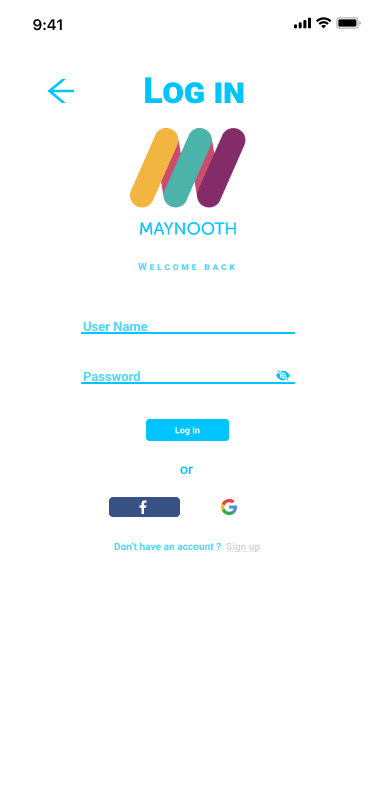 9:41
Log in
MAYNOOTH
Welcome back
User Name
Password
Log In
or
Don't have an account ? Sign up